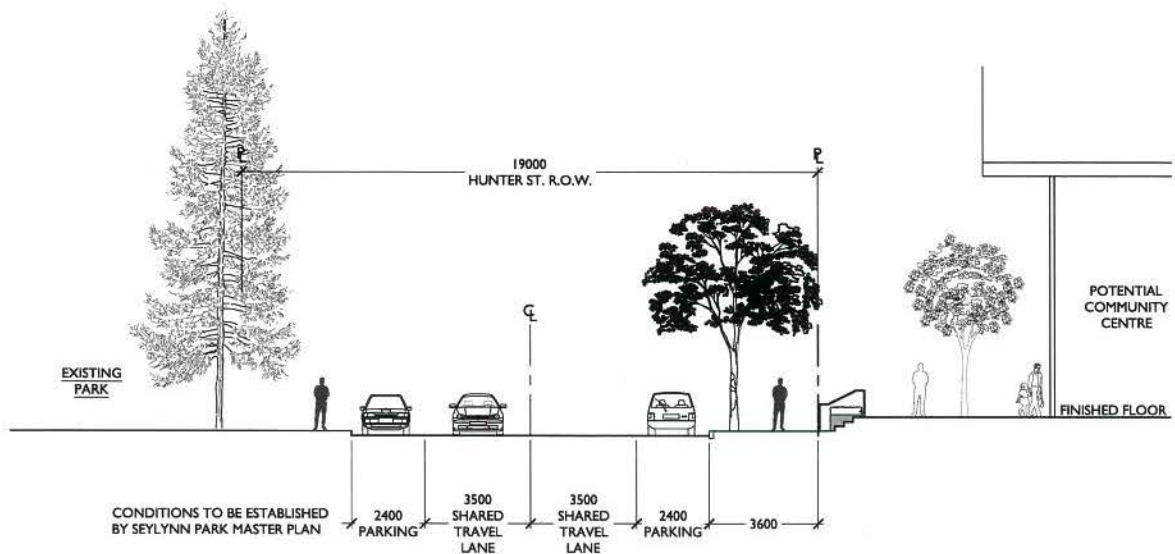 19000
HUNTER ST. R.O.W.
EXISTING
PARK
POTENTIAL
COMMUNITY
CENTRE
FINISHED FLOOR
CONDITIONS TO BE ESTABLISHED
BY SEYLYNN PARK MASTER PLAN
2400
PARKING
3500
SHARED
TRAVEL
LANE
3500
SHARED
TRAVEL
LANE
2400
PARKING
3600